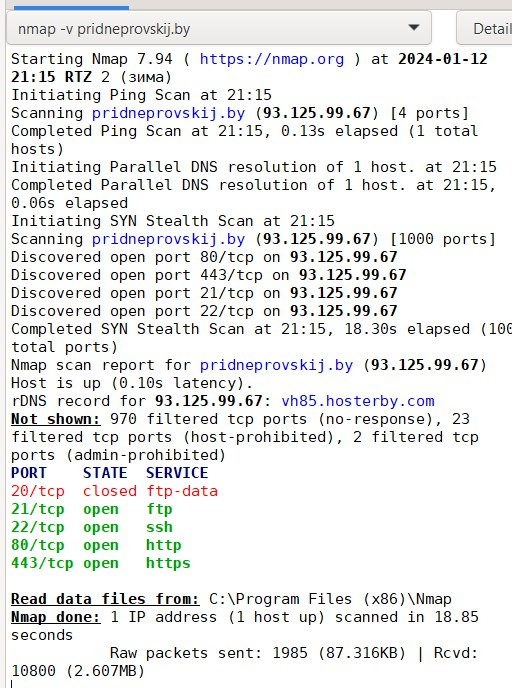 nmap -v pridneprovskij.by
Detail
Starting Nmap 7.94 ( https://nmap.org ) at 2024-01-12
21:15 RTZ 2 (зима)
Initiating Ping Scan at 21:15
Scanning pridneprovskij.by (93.125.99.67) [4 ports]
Completed Ping Scan at 21:15, 0.13s elapsed (1 total
hosts)
Initiating Parallel DNS resolution of 1 host. at 21:15
Completed Parallel DNS resolution of 1 host. at 21:15,
0.06s elapsed
Initiating SYN Stealth Scan at 21:15
Scanning pridneprovskij.by (93.125.99.67) [1000 ports]
Discovered open port 80/tcp on 93.125.99.67
Discovered open port 443/tcp on 93.125.99.67
Discovered open port 21/tcp on 93.125.99.67
Discovered open port 22/tcp on 93.125.99.67
Completed SYN Stealth Scan at 21:15, 18.30s elapsed (100
total ports)
Nmap scan report for pridneprovskij.by (93.125.99.67)
Host is up (0.10s latency).
rDNS record for 93.125.99.67: vh85.hosterby.com
Not shown: 970 filtered tcp ports (no-response), 23
filtered tcp ports (host-prohibited), 2 filtered tcp
ports (admin-prohibited)
PORT STATE SERVICE
20/tcp closed ftp-data
21/tcp open ftp
22/tcp open ssh
80/tcp open http
443/tcp open https
Read data files from: C:\Program Files (x86)\Nmap
Nmap done: 1 IP address (1 host up) scanned in 18.85
seconds
Raw packets sent: 1985 (87.316KB) | Rcvd:
10800 (2.607MB)